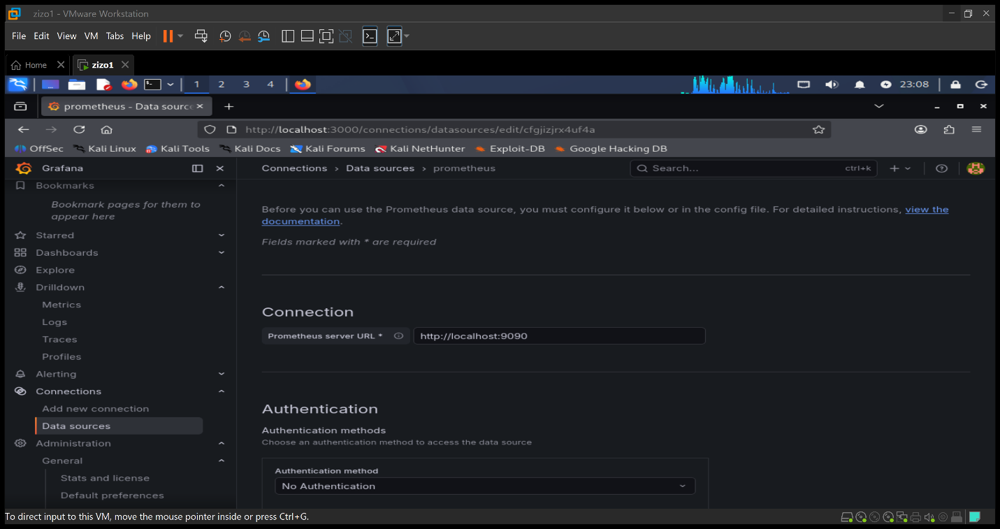 zizo1 - VMware Workstation
File Edit View VM Tabs Help
Home zizo1
1 2 3 4 23:08
prometheus - Data source
http://localhost:3000/connections/datasources/edit/cfgjizjrx4uf4a
OffSec Kali Linux Kali Tools Kali Docs Kali Forums Kali NetHunter Exploit-DB Google Hacking DB
Grafana
Connections › Data sources › prometheus
Search... ctrl+k
Bookmarks
Bookmark pages for them to
appear here
Starred
Dashboards
Explore
Drilldown
Metrics
Logs
Traces
Profiles
Alerting
Connections
Add new connection
Data sources
Administration
General
Stats and license
Default preferences
Before you can use the Prometheus data source, you must configure it below or in the config file. For detailed instructions, view the
documentation.
Fields marked with * are required
Connection
Prometheus server URL * http://localhost:9090
Authentication
Authentication methods
Choose an authentication method to access the data source
Authentication method
No Authentication
To direct input to this VM, move the mouse pointer inside or press Ctrl+G.